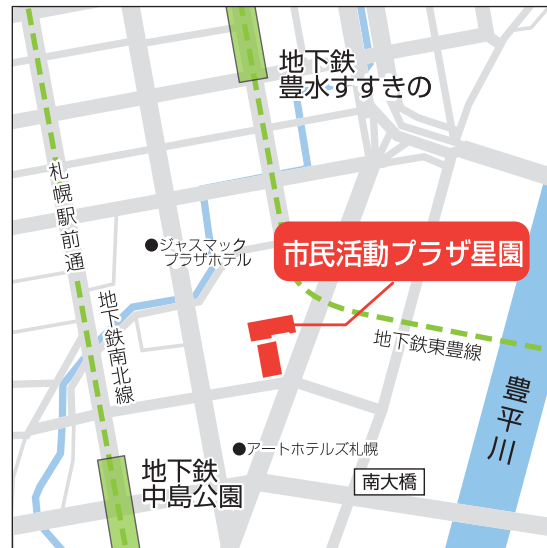 地下鉄
豊水すすきの
札幌駅前通
ジャスマック
プラザホテル
市民活動プラザ星園
地下鉄南北線
地下鉄東豊線
豊平川
アートホテルズ札幌
地下鉄
中島公園
南大橋